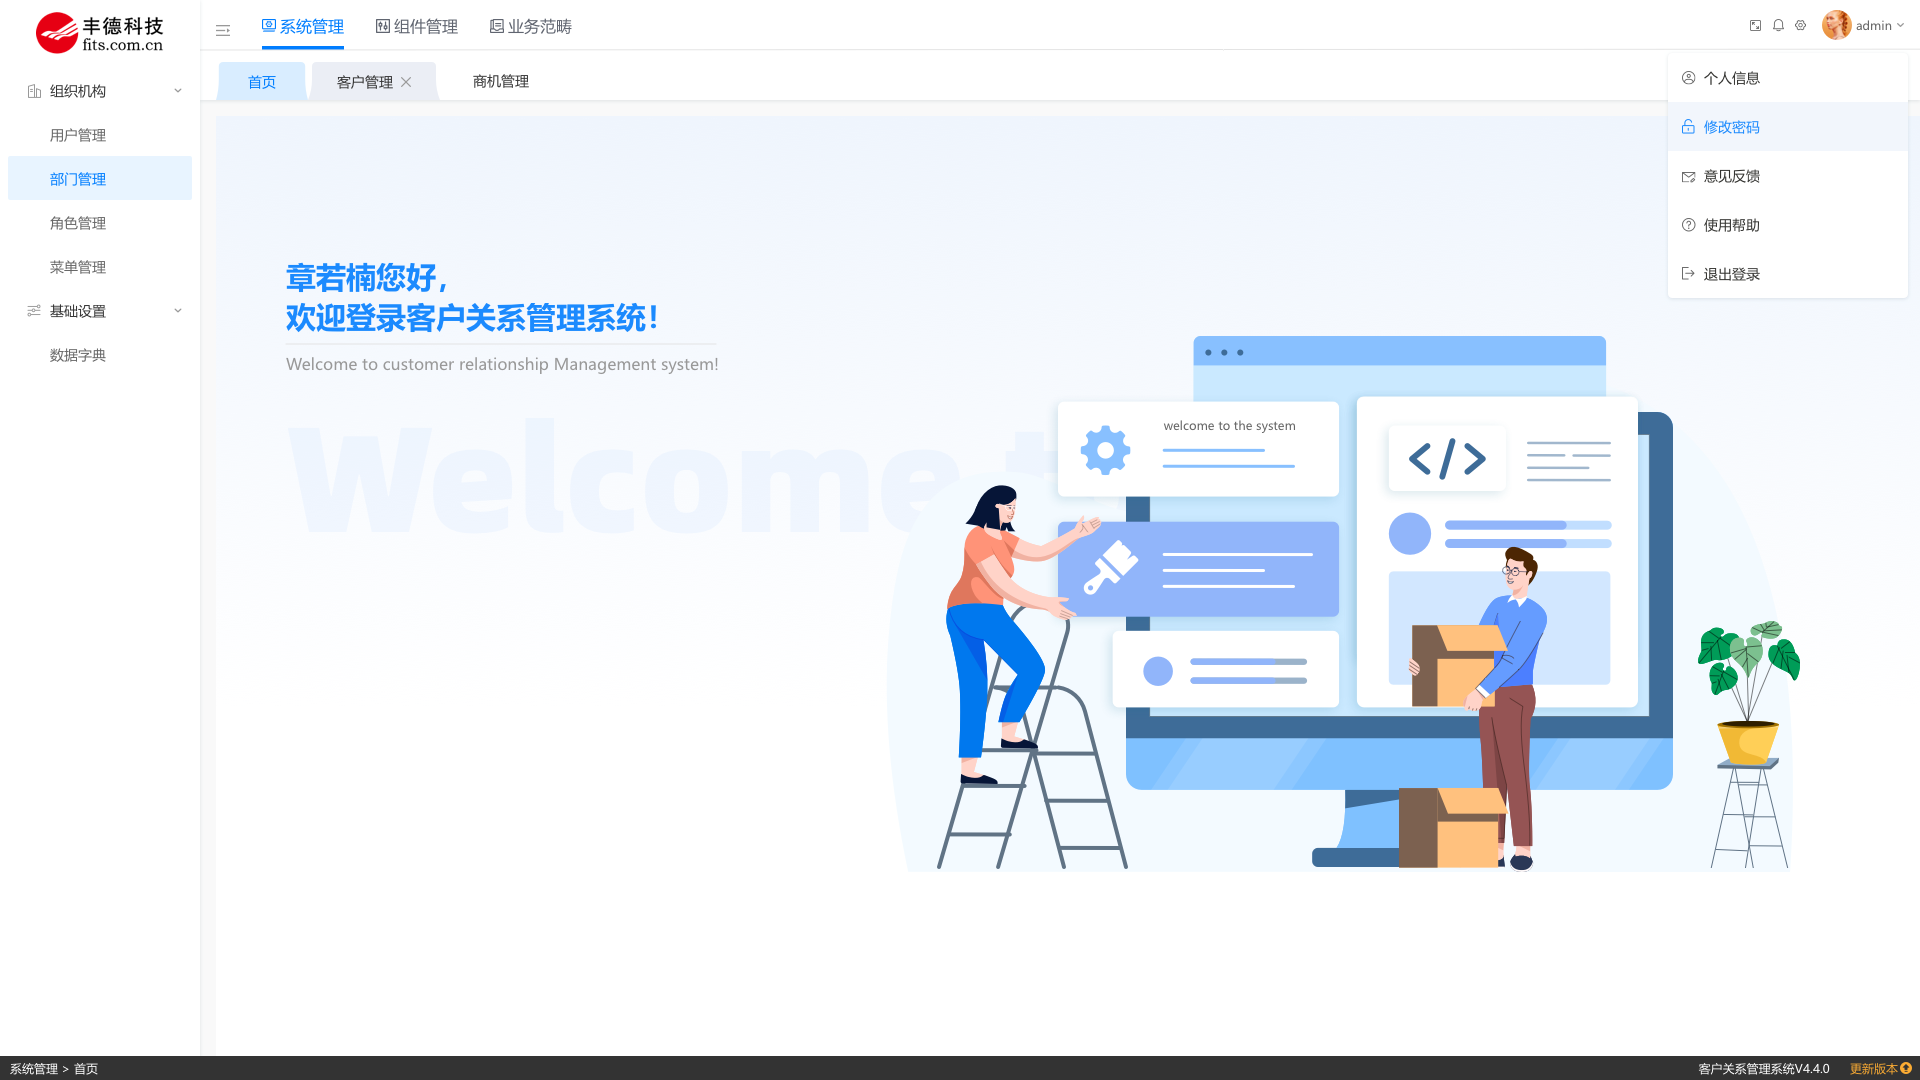 丰德科技
fits.com.cn
系统管理
组件管理
业务范畴
admin
首页
客户管理
商机管理
组织机构
用户管理
部门管理
角色管理
菜单管理
基础设置
数据字典
个人信息
修改密码
意见反馈
使用帮助
退出登录
章若楠您好,
欢迎登录客户关系管理系统!
Welcome to customer relationship Management system!
Welcome t
welcome to the system
</>
系统管理 > 首页
客户关系管理系统V4.4.0
更新版本